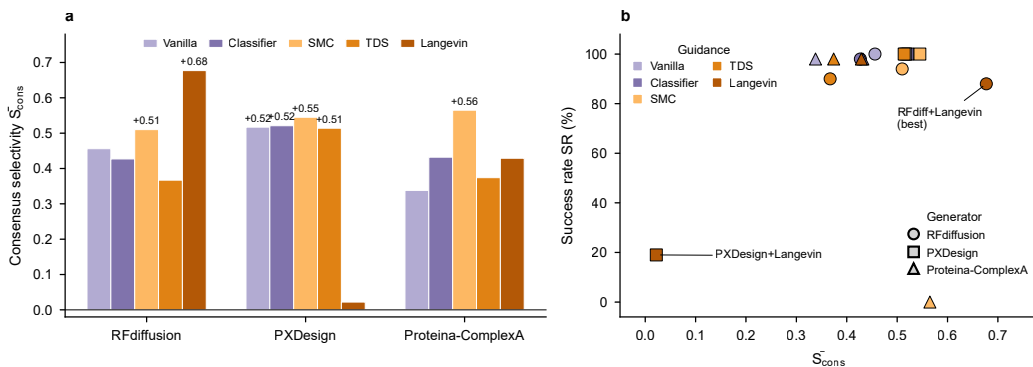 a
Vanilla Classifier SMC TDS Langevin
Consensus selectivity S̄cons
0.7
0.6
0.5
0.4
0.3
0.2
0.1
0.0
+0.51
+0.68
+0.52
+0.52
+0.55
+0.51
+0.56
RFdiffusion PXDesign Proteina-ComplexA
b
Success rate SR (%)
100
80
60
40
20
0
Guidance
Vanilla
Classifier
SMC
TDS
Langevin
RFdiff+Langevin
(best)
PXDesign+Langevin
Generator
RFdiffusion
PXDesign
Proteina-ComplexA
0.0 0.1 0.2 0.3 0.4 0.5 0.6 0.7
S̄cons